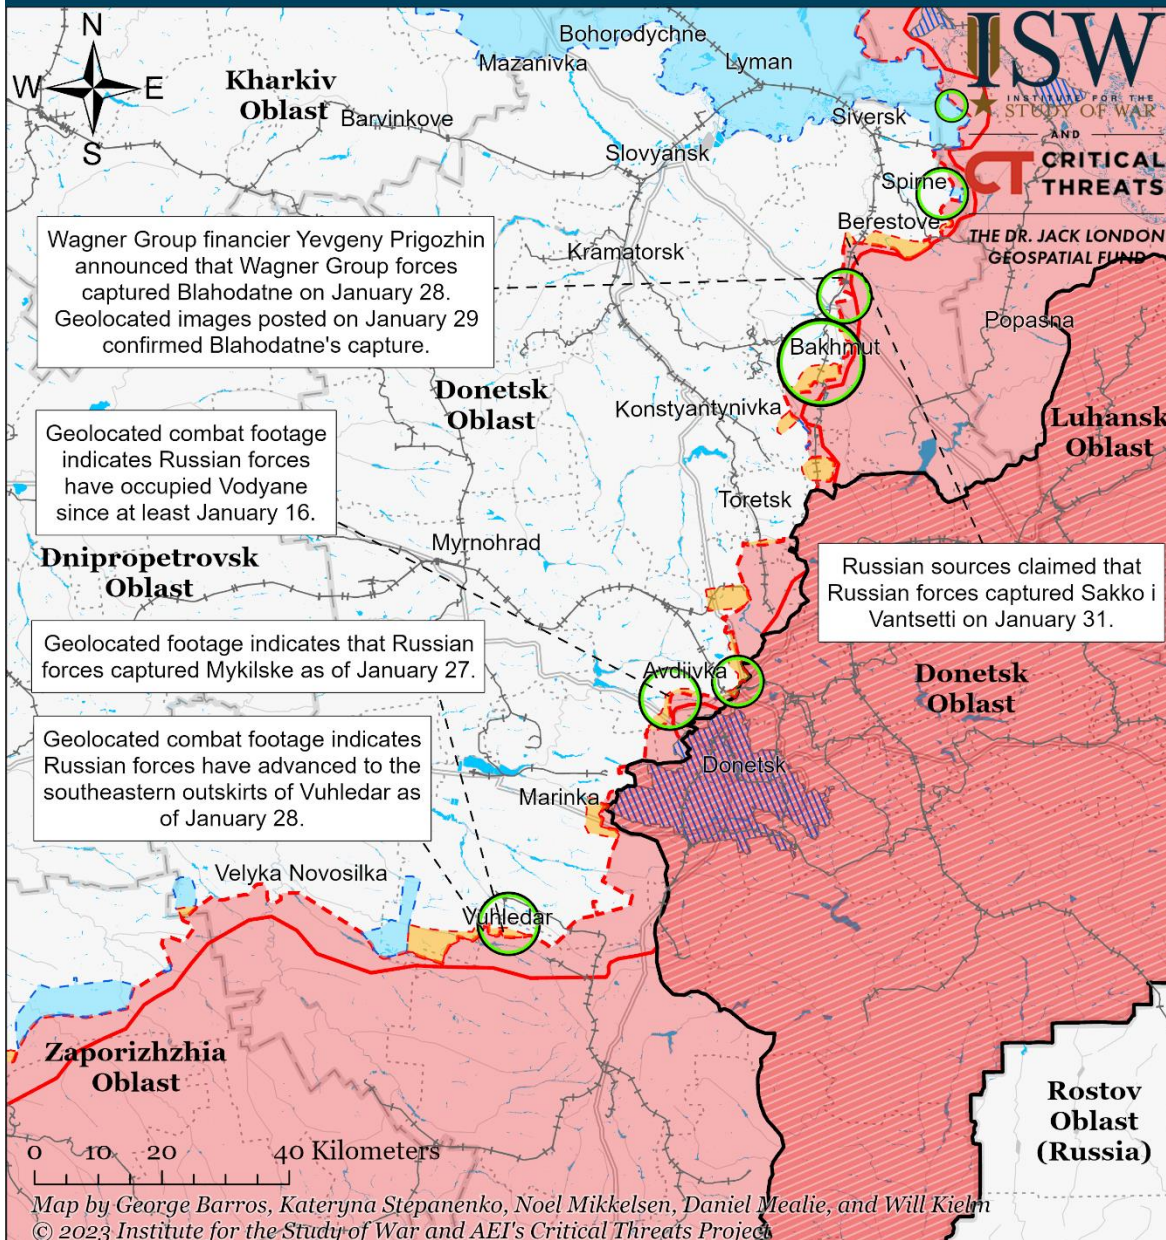 N
W
E
S
ISW
INSTITUTE FOR THE
STUDY OF WAR
AND
CT CRITICAL
THREATS
THE DR. JACK LONDON
GEOSPATIAL FUND
Bohorodychne
Mazanivka
Lyman
Kharkiv
Oblast
Barvinkove
Siversk
Slovyansk
Spirne
Berestove
Kramatorsk
Wagner Group financier Yevgeny Prigozhin
announced that Wagner Group forces
captured Blahodatne on January 28.
Geolocated images posted on January 29
confirmed Blahodatne's capture.
Popasna
Bakhmut
Donetsk
Oblast
Konstyantynivka
Luhansk
Oblast
Geolocated combat footage
indicates Russian forces
have occupied Vodyane
since at least January 16.
Toretsk
Myrnohrad
Dnipropetrovsk
Oblast
Russian sources claimed that
Russian forces captured Sakko i
Vantsetti on January 31.
Geolocated footage indicates that Russian
forces captured Mykilske as of January 27.
Avdiivka
Donetsk
Oblast
Geolocated combat footage indicates
Russian forces have advanced to the
southeastern outskirts of Vuhledar as
of January 28.
Donetsk
Marinka
Velyka Novosilka
Vuhledar
Zaporizhzhia
Oblast
Rostov
Oblast
(Russia)
0 10 20 40 Kilometers
Map by George Barros, Kateryna Stepanenko, Noel Mikkelsen, Daniel Mealie, and Will Kielm
© 2023 Institute for the Study of War and AEI's Critical Threats Project